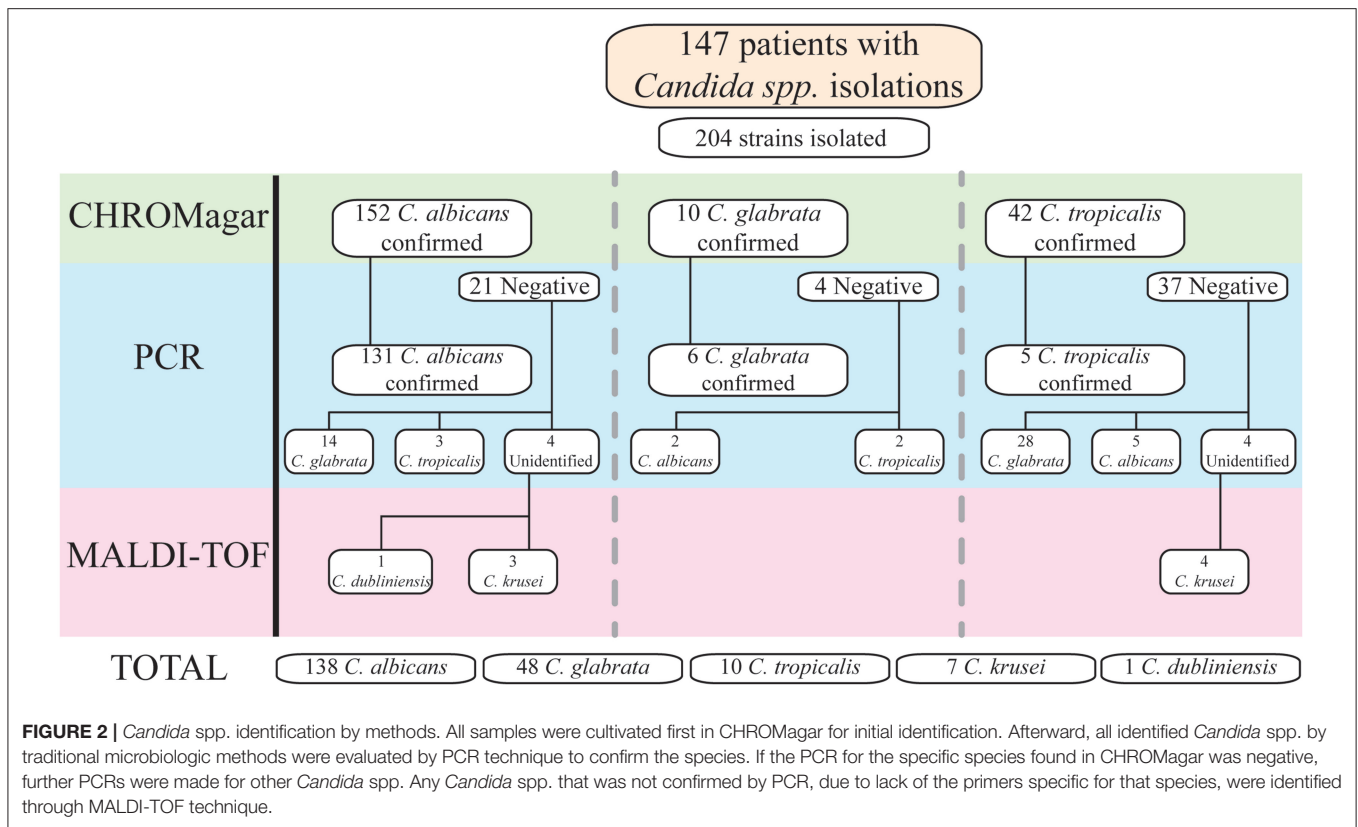 147 patients with
Candida spp. isolations
204 strains isolated
CHROMagar
152 C. albicans
confirmed
10 C. glabrata
confirmed
42 C. tropicalis
confirmed
PCR
21 Negative
4 Negative
37 Negative
131 C. albicans
confirmed
6 C. glabrata
confirmed
5 C. tropicalis
confirmed
14
C. glabrata
3
C. tropicalis
4
Unidentified
2
C. albicans
2
C. tropicalis
28
C. glabrata
5
C. albicans
4
Unidentified
MALDI-TOF
1
C. dubliniensis
3
C. krusei
4
C. krusei
TOTAL
138 C. albicans
48 C. glabrata
10 C. tropicalis
7 C. krusei
1 C. dubliniensis
FIGURE 2 | Candida spp. identification by methods. All samples were cultivated first in CHROMagar for initial identification. Afterward, all identified Candida spp. by
traditional microbiologic methods were evaluated by PCR technique to confirm the species. If the PCR for the specific species found in CHROMagar was negative,
further PCRs were made for other Candida spp. Any Candida spp. that was not confirmed by PCR, due to lack of the primers specific for that species, were identified
through MALDI-TOF technique.